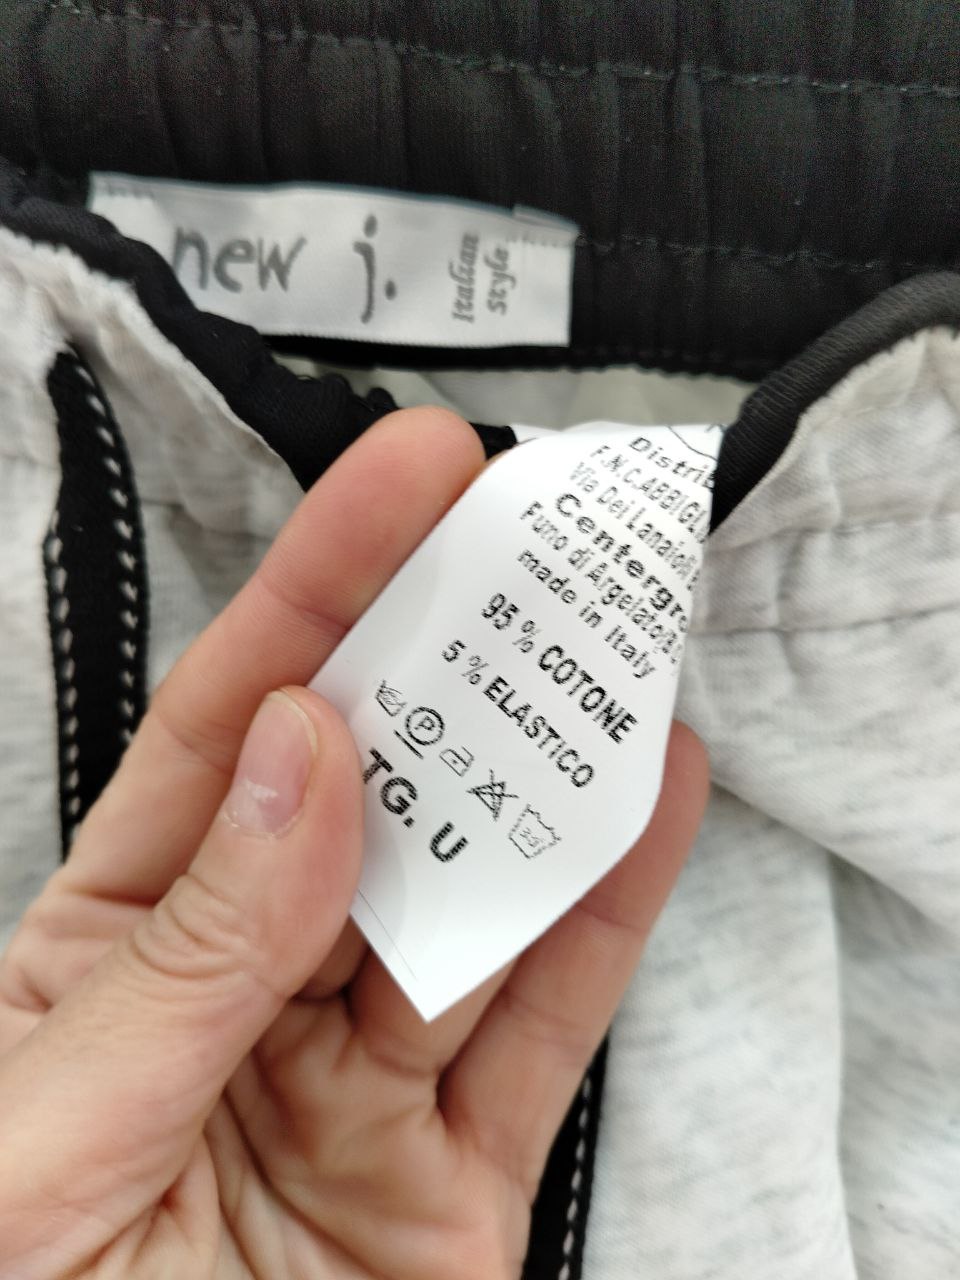 new j.
Italian
Style
Distrib
F.N.C.ABBIGLI
Via Dei Lanaioli
Centergro
Funo di Argelato(B
made in Italy
95 % COTONE
5 % ELASTICO
P
TG. U